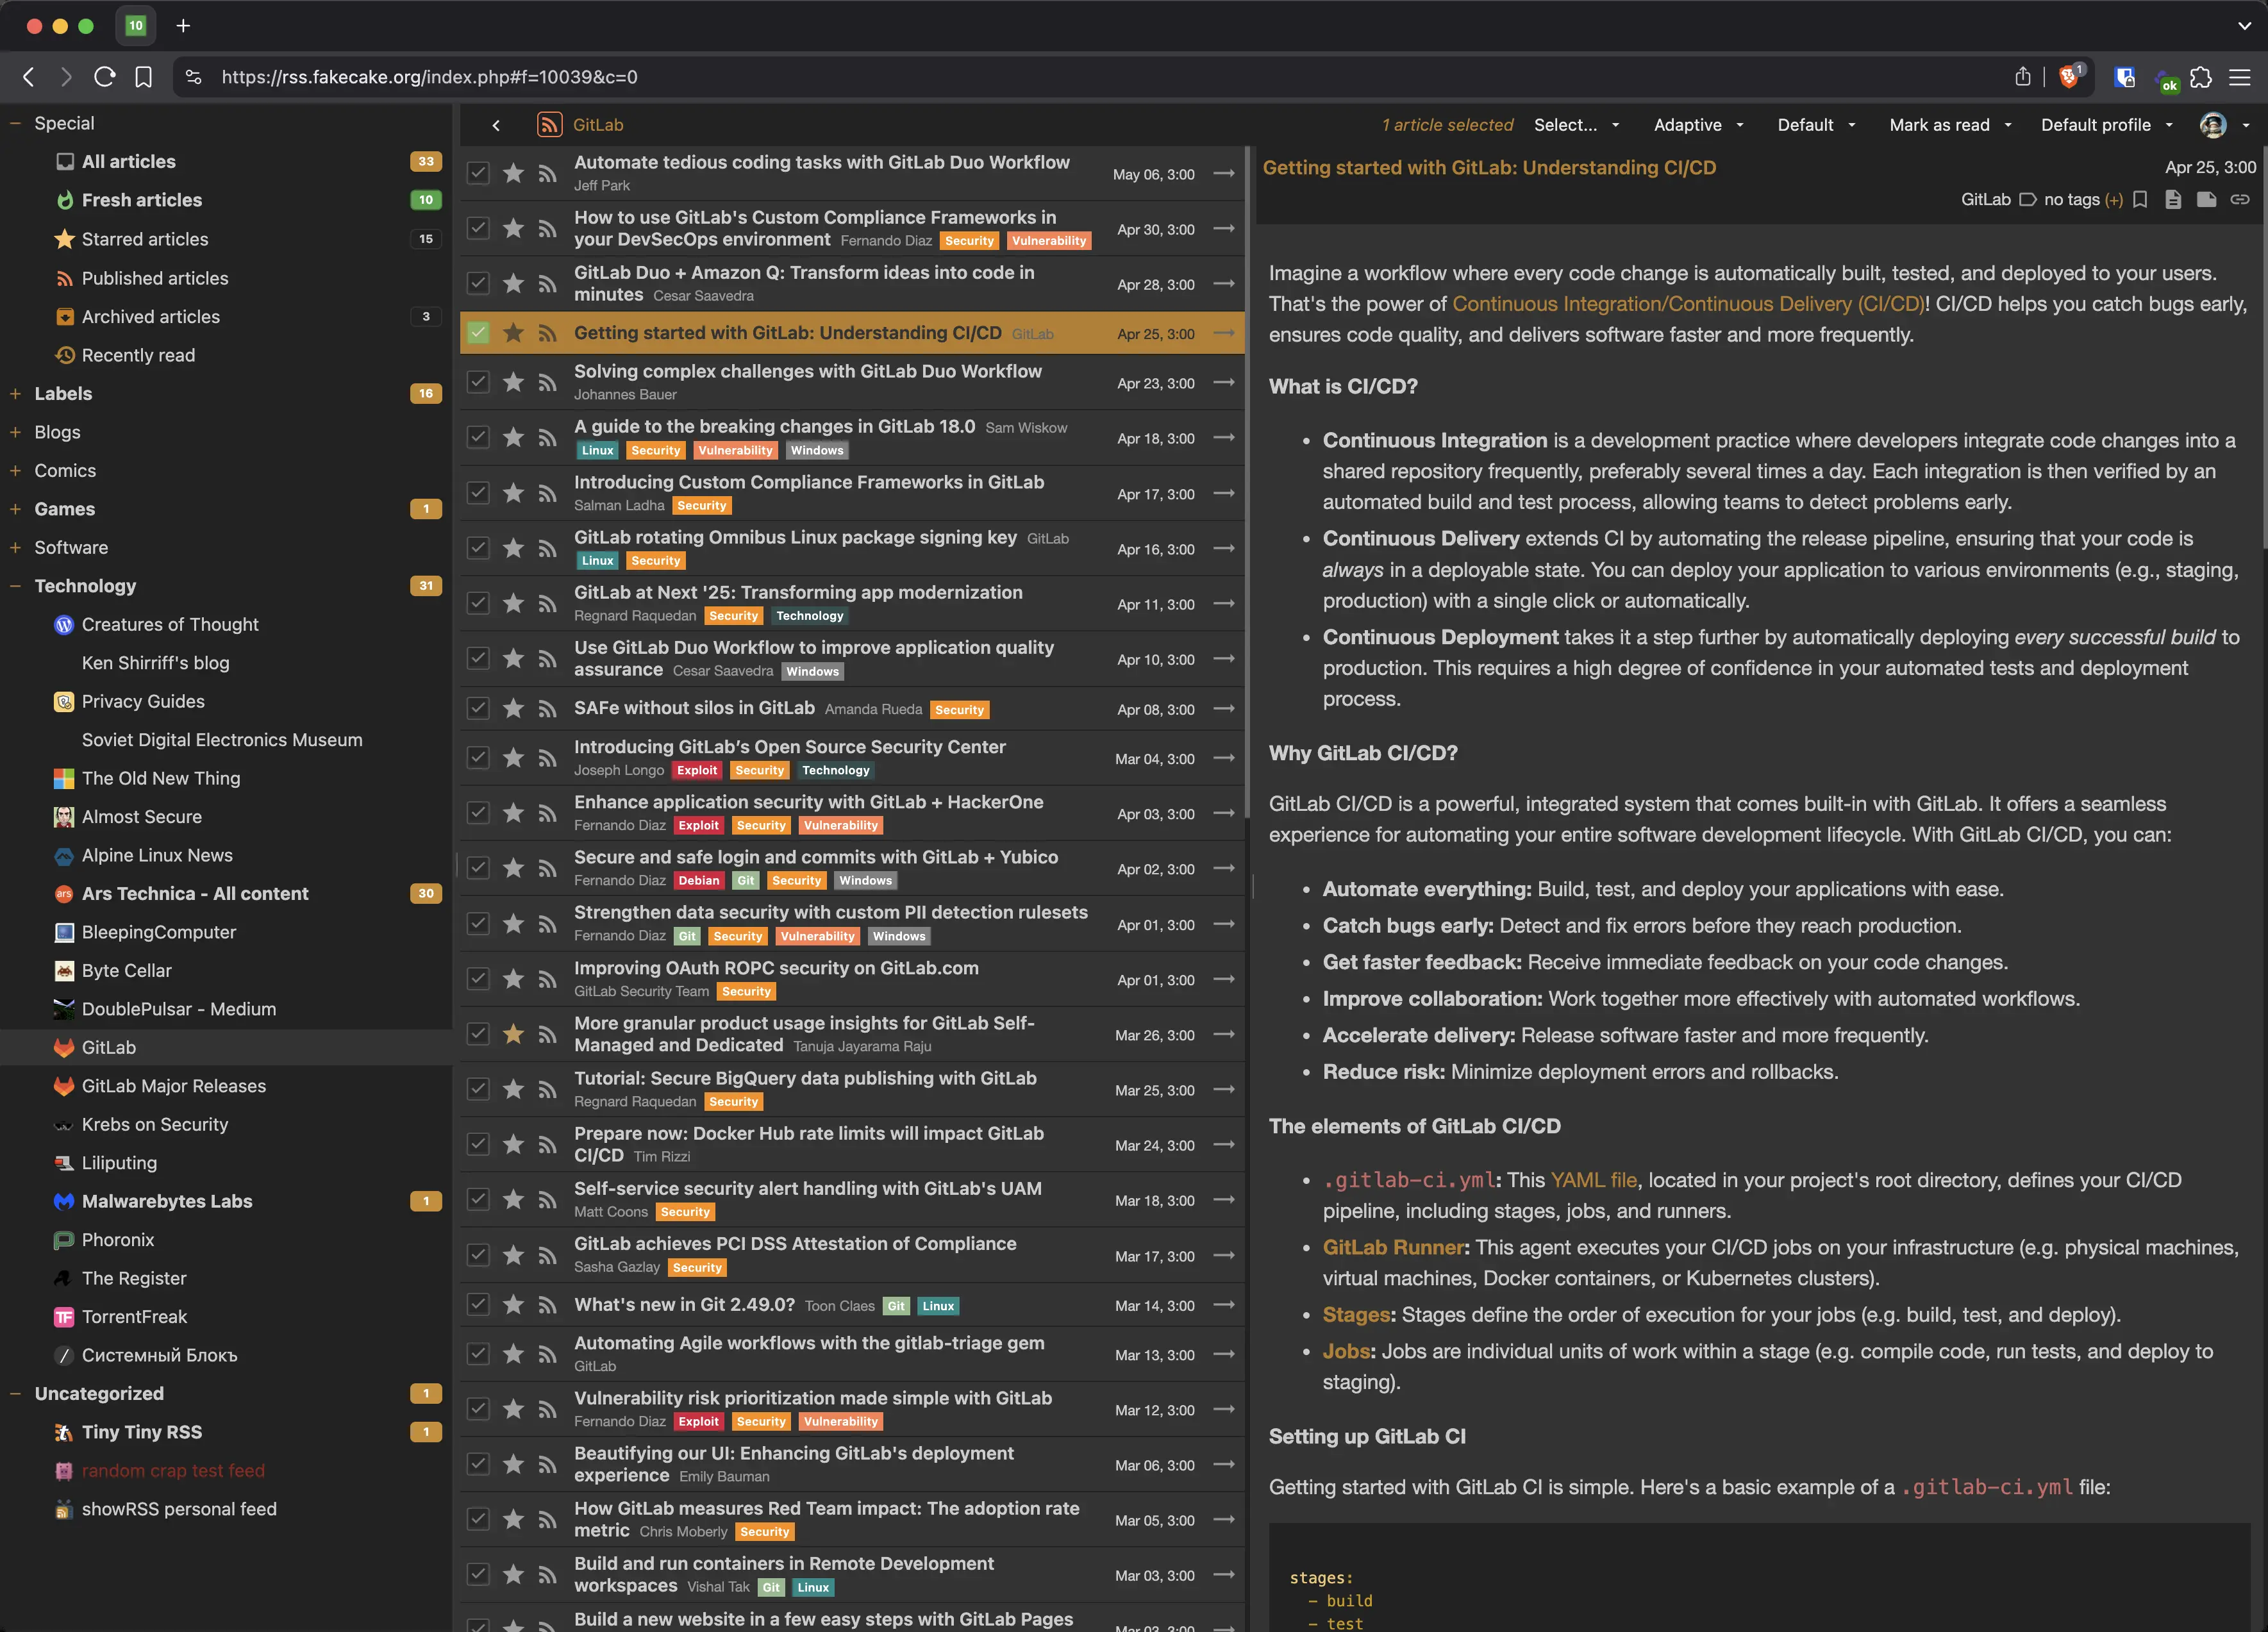 10
https://rss.fakecake.org/index.php#f=10039&c=0
1
ok
Special
All articles 33
Fresh articles 10
Starred articles 15
Published articles
Archived articles 3
Recently read
Labels 16
Blogs
Comics
Games 1
Software
Technology 31
Creatures of Thought
Ken Shirriff's blog
Privacy Guides
Soviet Digital Electronics Museum
The Old New Thing
Almost Secure
Alpine Linux News
ars
Ars Technica - All content 30
BleepingComputer
Byte Cellar
DoublePulsar - Medium
GitLab
GitLab Major Releases
Krebs on Security
Liliputing
Malwarebytes Labs 1
Phoronix
The Register
TF TorrentFreak
Системный Блокъ
Uncategorized 1
Tiny Tiny RSS 1
random crap test feed
showRSS personal feed
GitLab
1 article selected Select... Adaptive Default Mark as read Default profile
Automate tedious coding tasks with GitLab Duo Workflow
Jeff Park
May 06, 3:00
How to use GitLab's Custom Compliance Frameworks in
your DevSecOps environment Fernando Diaz Security Vulnerability
Apr 30, 3:00
GitLab Duo + Amazon Q: Transform ideas into code in
minutes Cesar Saavedra
Apr 28, 3:00
Getting started with GitLab: Understanding CI/CD GitLab
Apr 25, 3:00
Solving complex challenges with GitLab Duo Workflow
Johannes Bauer
Apr 23, 3:00
A guide to the breaking changes in GitLab 18.0 Sam Wiskow
Linux Security Vulnerability Windows
Apr 18, 3:00
Introducing Custom Compliance Frameworks in GitLab
Salman Ladha Security
Apr 17, 3:00
GitLab rotating Omnibus Linux package signing key GitLab
Linux Security
Apr 16, 3:00
GitLab at Next '25: Transforming app modernization
Regnard Raquedan Security Technology
Apr 11, 3:00
Use GitLab Duo Workflow to improve application quality
assurance Cesar Saavedra Windows
Apr 10, 3:00
SAFe without silos in GitLab Amanda Rueda Security
Apr 08, 3:00
Introducing GitLab’s Open Source Security Center
Joseph Longo Exploit Security Technology
Mar 04, 3:00
Enhance application security with GitLab + HackerOne
Fernando Diaz Exploit Security Vulnerability
Apr 03, 3:00
Secure and safe login and commits with GitLab + Yubico
Fernando Diaz Debian Git Security Windows
Apr 02, 3:00
Strengthen data security with custom PII detection rulesets
Fernando Diaz Git Security Vulnerability Windows
Apr 01, 3:00
Improving OAuth ROPC security on GitLab.com
GitLab Security Team Security
Apr 01, 3:00
More granular product usage insights for GitLab Self-
Managed and Dedicated Tanuja Jayarama Raju
Mar 26, 3:00
Tutorial: Secure BigQuery data publishing with GitLab
Regnard Raquedan Security
Mar 25, 3:00
Prepare now: Docker Hub rate limits will impact GitLab
CI/CD Tim Rizzi
Mar 24, 3:00
Self-service security alert handling with GitLab's UAM
Matt Coons Security
Mar 18, 3:00
GitLab achieves PCI DSS Attestation of Compliance
Sasha Gazlay Security
Mar 17, 3:00
What's new in Git 2.49.0? Toon Claes Git Linux
Mar 14, 3:00
Automating Agile workflows with the gitlab-triage gem
GitLab
Mar 13, 3:00
Vulnerability risk prioritization made simple with GitLab
Fernando Diaz Exploit Security Vulnerability
Mar 12, 3:00
Beautifying our UI: Enhancing GitLab's deployment
experience Emily Bauman
Mar 06, 3:00
How GitLab measures Red Team impact: The adoption rate
metric Chris Moberly Security
Mar 05, 3:00
Build and run containers in Remote Development
workspaces Vishal Tak Git Linux
Mar 03, 3:00
Build a new website in a few easy steps with GitLab Pages
Mar 03, 3:00
Getting started with GitLab: Understanding CI/CD
Apr 25, 3:00
GitLab no tags (+)
Imagine a workflow where every code change is automatically built, tested, and deployed to your users.
That's the power of Continuous Integration/Continuous Delivery (CI/CD)! CI/CD helps you catch bugs early,
ensures code quality, and delivers software faster and more frequently.
What is CI/CD?
• Continuous Integration is a development practice where developers integrate code changes into a
shared repository frequently, preferably several times a day. Each integration is then verified by an
automated build and test process, allowing teams to detect problems early.
• Continuous Delivery extends CI by automating the release pipeline, ensuring that your code is
always in a deployable state. You can deploy your application to various environments (e.g., staging,
production) with a single click or automatically.
• Continuous Deployment takes it a step further by automatically deploying every successful build to
production. This requires a high degree of confidence in your automated tests and deployment
process.
Why GitLab CI/CD?
GitLab CI/CD is a powerful, integrated system that comes built-in with GitLab. It offers a seamless
experience for automating your entire software development lifecycle. With GitLab CI/CD, you can:
• Automate everything: Build, test, and deploy your applications with ease.
• Catch bugs early: Detect and fix errors before they reach production.
• Get faster feedback: Receive immediate feedback on your code changes.
• Improve collaboration: Work together more effectively with automated workflows.
• Accelerate delivery: Release software faster and more frequently.
• Reduce risk: Minimize deployment errors and rollbacks.
The elements of GitLab CI/CD
• .gitlab-ci.yml: This YAML file, located in your project's root directory, defines your CI/CD
pipeline, including stages, jobs, and runners.
• GitLab Runner: This agent executes your CI/CD jobs on your infrastructure (e.g. physical machines,
virtual machines, Docker containers, or Kubernetes clusters).
• Stages: Stages define the order of execution for your jobs (e.g. build, test, and deploy).
• Jobs: Jobs are individual units of work within a stage (e.g. compile code, run tests, and deploy to
staging).
Setting up GitLab CI
Getting started with GitLab CI is simple. Here's a basic example of a .gitlab-ci.yml file:
stages:
- build
- test